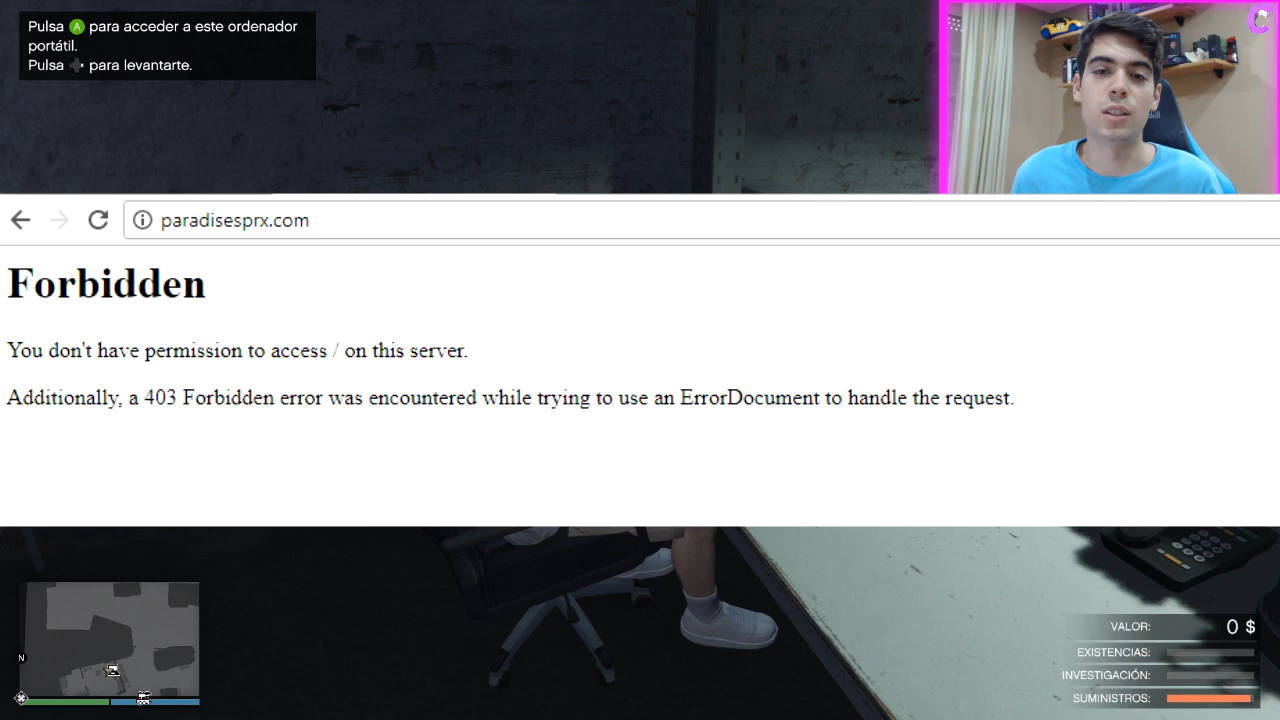 Pulsa A para acceder a este ordenador
portátil.
Pulsa para levantarte.
paradisesprx.com
Forbidden
You don't have permission to access / on this server.
Additionally, a 403 Forbidden error was encountered while trying to use an ErrorDocument to handle the request.
N
VALOR: 0 $
EXISTENCIAS:
INVESTIGACIÓN:
SUMINISTROS: